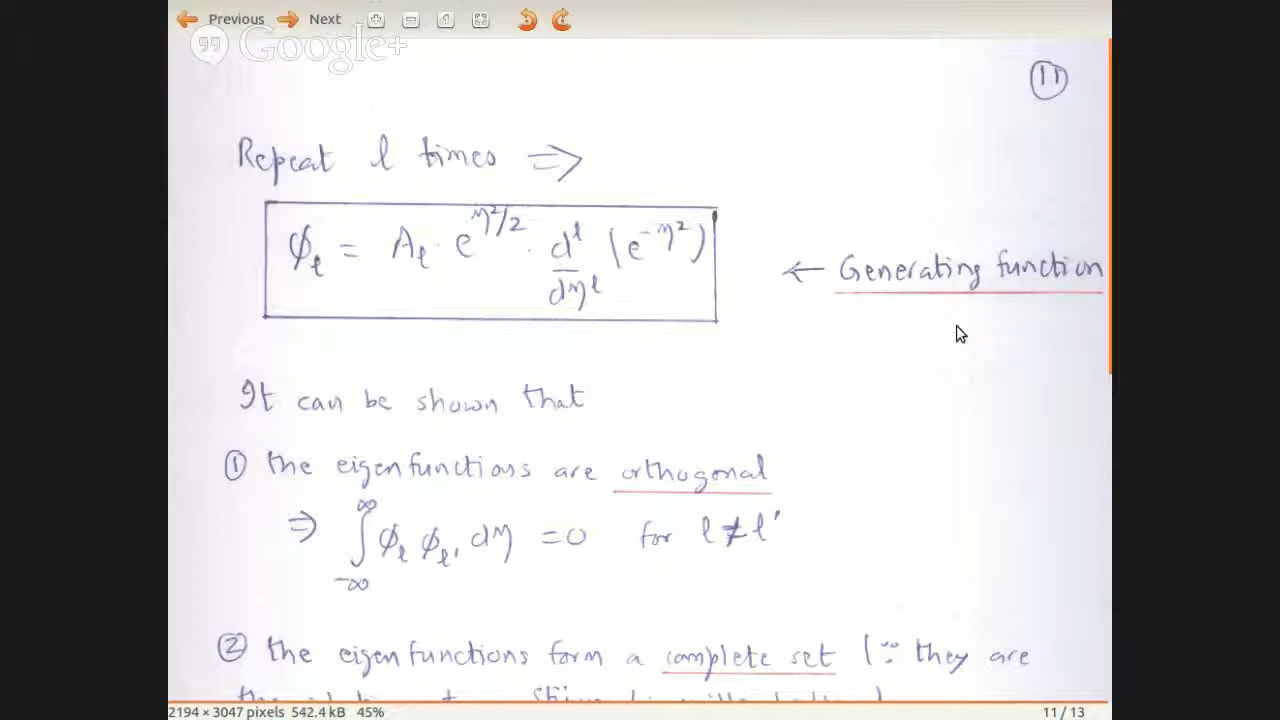 Previous Next
Google+
11
Repeat l times ⇒
ϕ_l = A_l · e^{η²/2} · d^l/dη^l (e^{-η²})
← Generating function
It can be shown that
① the eigenfunctions are orthogonal
⇒ ∫_{-∞}^{∞} ϕ_l ϕ_{l'} dη = 0 for l ≠ l'
② the eigenfunctions form a complete set (∵ they are
2194 × 3047 pixels 542.4 kB 45% 11 / 13